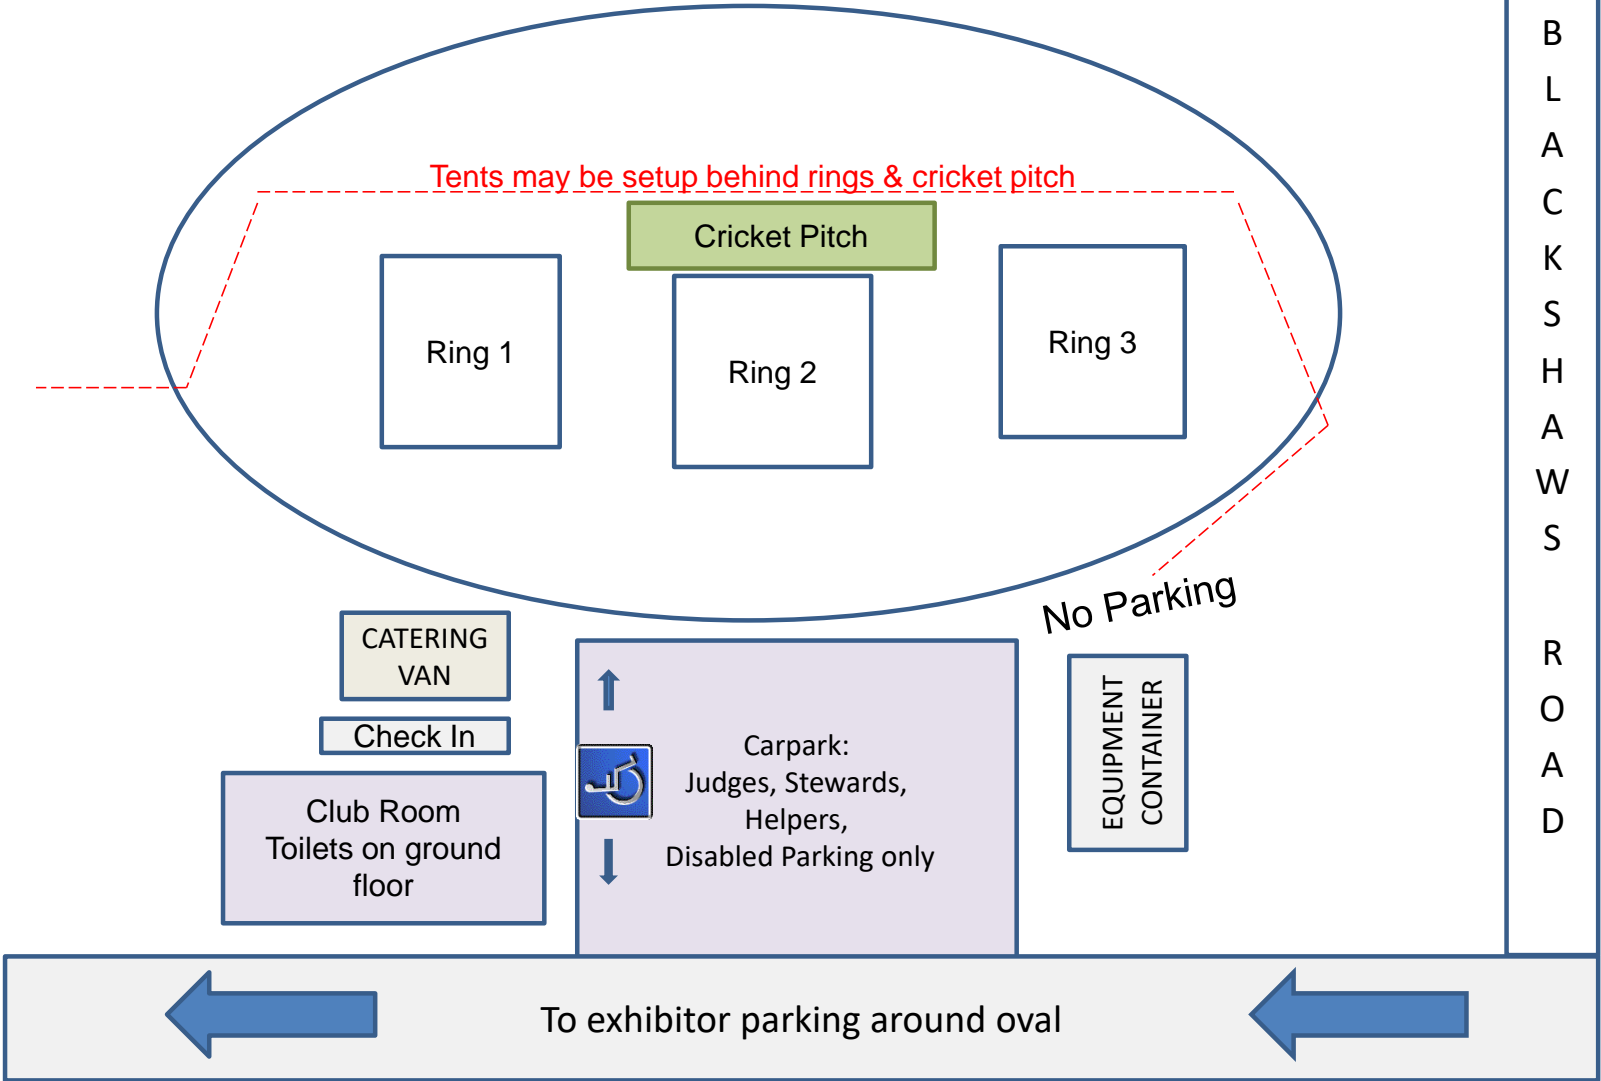 Tents may be setup behind rings & cricket pitch
Cricket Pitch
Ring 1
Ring 2
Ring 3
No Parking
CATERING
VAN
Check In
Club Room
Toilets on ground
floor
Carpark:
Judges, Stewards,
Helpers,
Disabled Parking only
EQUIPMENT
CONTAINER
B
L
A
C
K
S
H
A
W
S
R
O
A
D
To exhibitor parking around oval